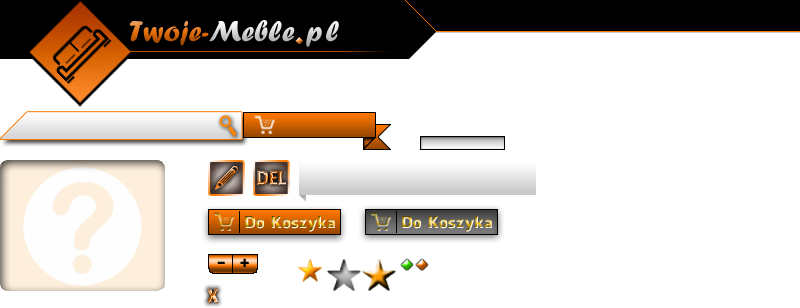 Twoje-Meble.pl
?
DEL
Do Koszyka
Do Koszyka
- +
X